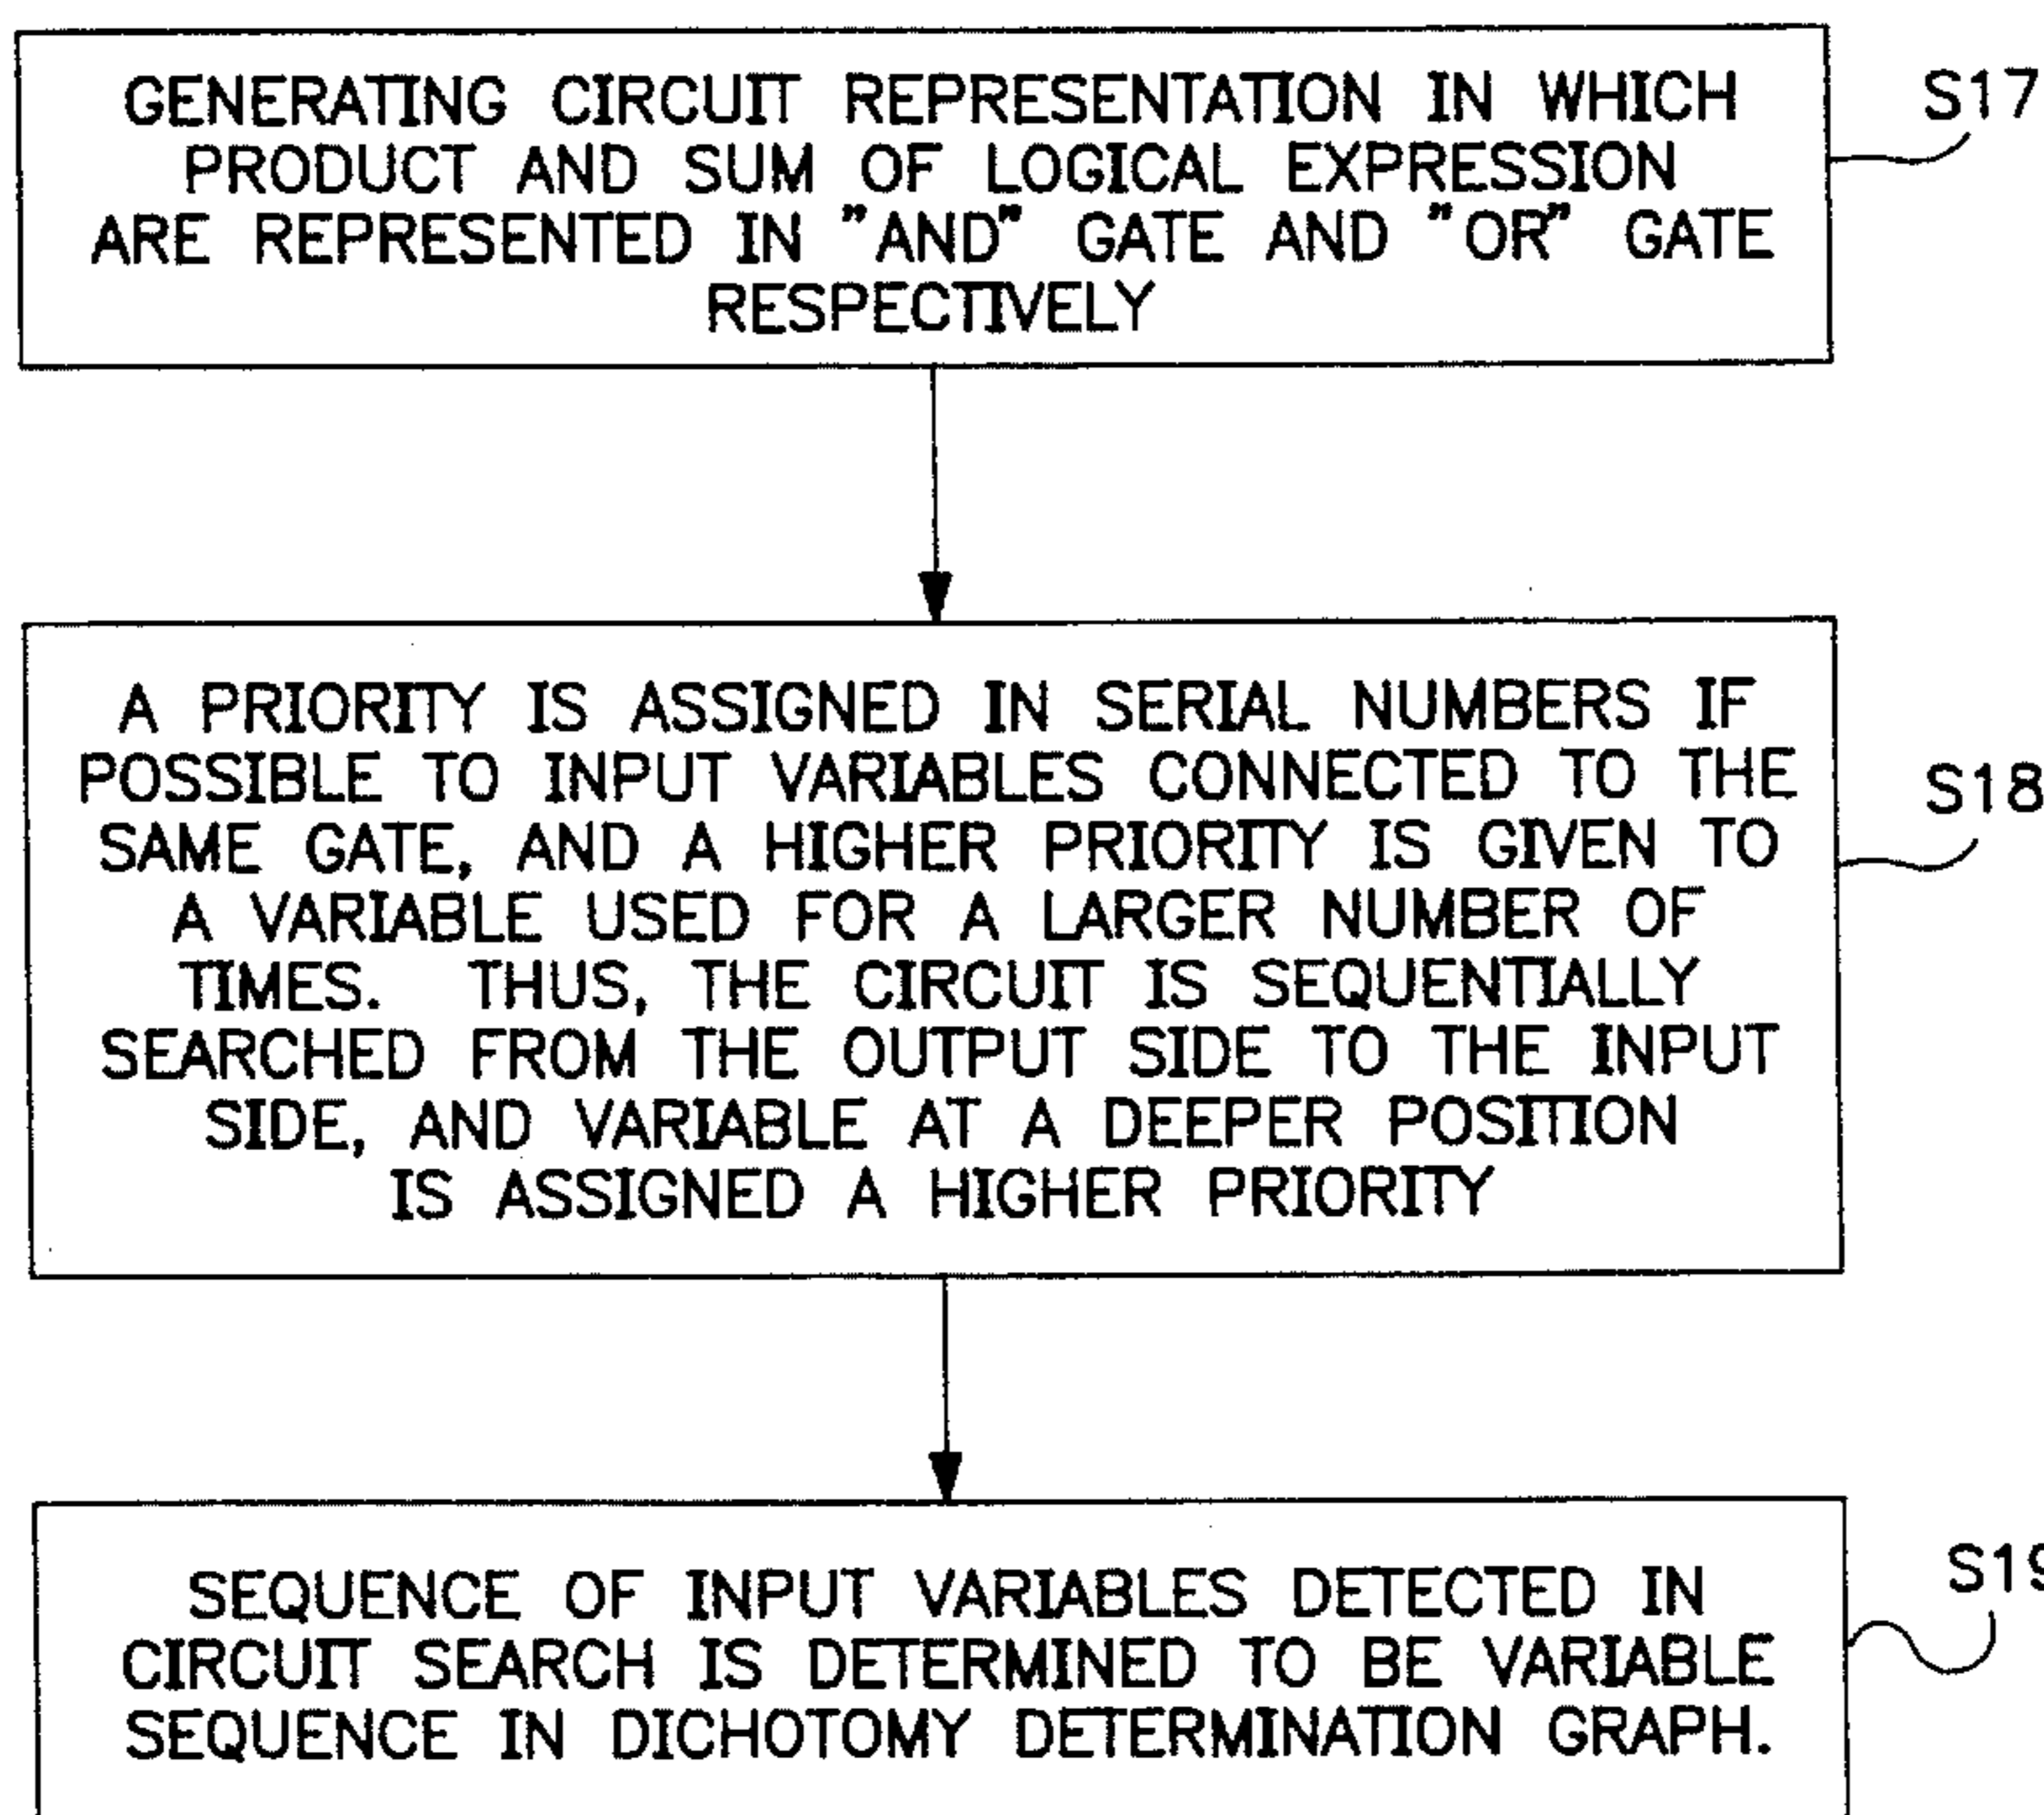 GENERATING CIRCUIT REPRESENTATION IN WHICH
PRODUCT AND SUM OF LOGICAL EXPRESSION
ARE REPRESENTED IN "AND" GATE AND "OR" GATE
RESPECTIVELY
S17
A PRIORITY IS ASSIGNED IN SERIAL NUMBERS IF
POSSIBLE TO INPUT VARIABLES CONNECTED TO THE
SAME GATE, AND A HIGHER PRIORITY IS GIVEN TO
A VARIABLE USED FOR A LARGER NUMBER OF
TIMES. THUS, THE CIRCUIT IS SEQUENTIALLY
SEARCHED FROM THE OUTPUT SIDE TO THE INPUT
SIDE, AND VARIABLE AT A DEEPER POSITION
IS ASSIGNED A HIGHER PRIORITY
S18
SEQUENCE OF INPUT VARIABLES DETECTED IN
CIRCUIT SEARCH IS DETERMINED TO BE VARIABLE
SEQUENCE IN DICHOTOMY DETERMINATION GRAPH.
S19